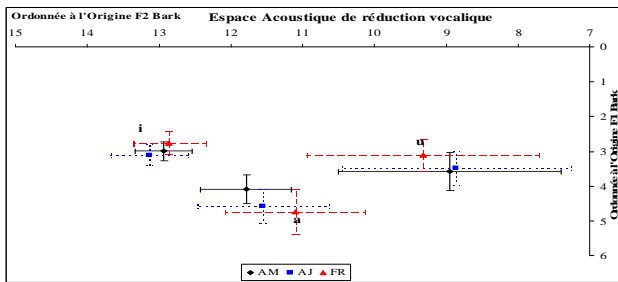 Ordonnée à l'Origine F2 Bark
Espace Acoustique de réduction vocalique
15 14 13 12 11 10 9 8 7
0
1
2
3
4
5
6
Ordonnée à l'Origine F1 Bark
i
u
a
AM AJ FR